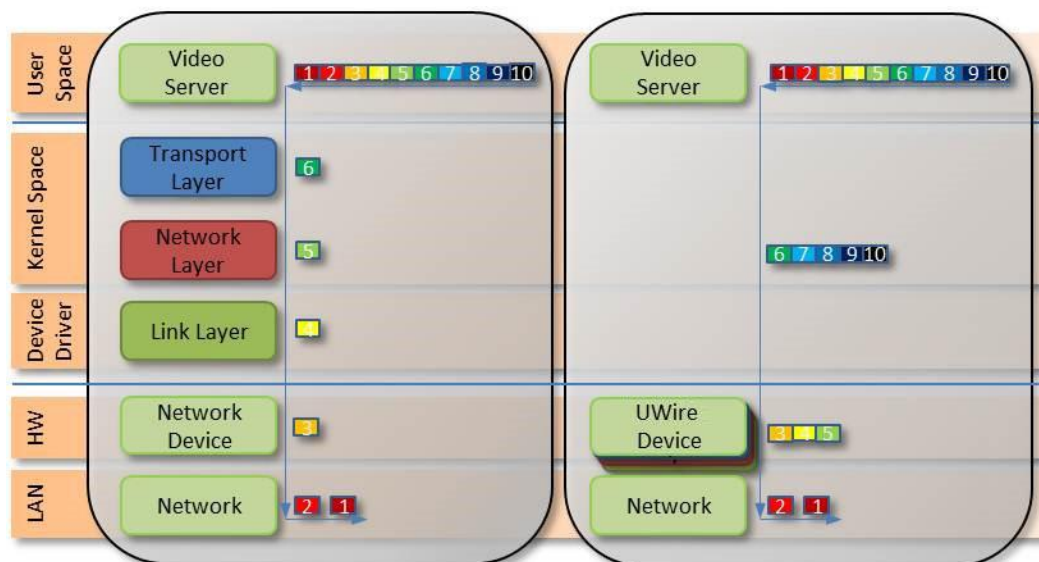 User
Space
Video
Server
1 2 3 4 5 6 7 8 9 10
Video
Server
1 2 3 4 5 6 7 8 9 10
Kernel Space
Transport
Layer
6
Network
Layer
5
6 7 8 9 10
Device
Driver
Link Layer
4
HW
Network
Device
3
UWire
Device
3 4 5
LAN
Network
2 1
Network
2 1